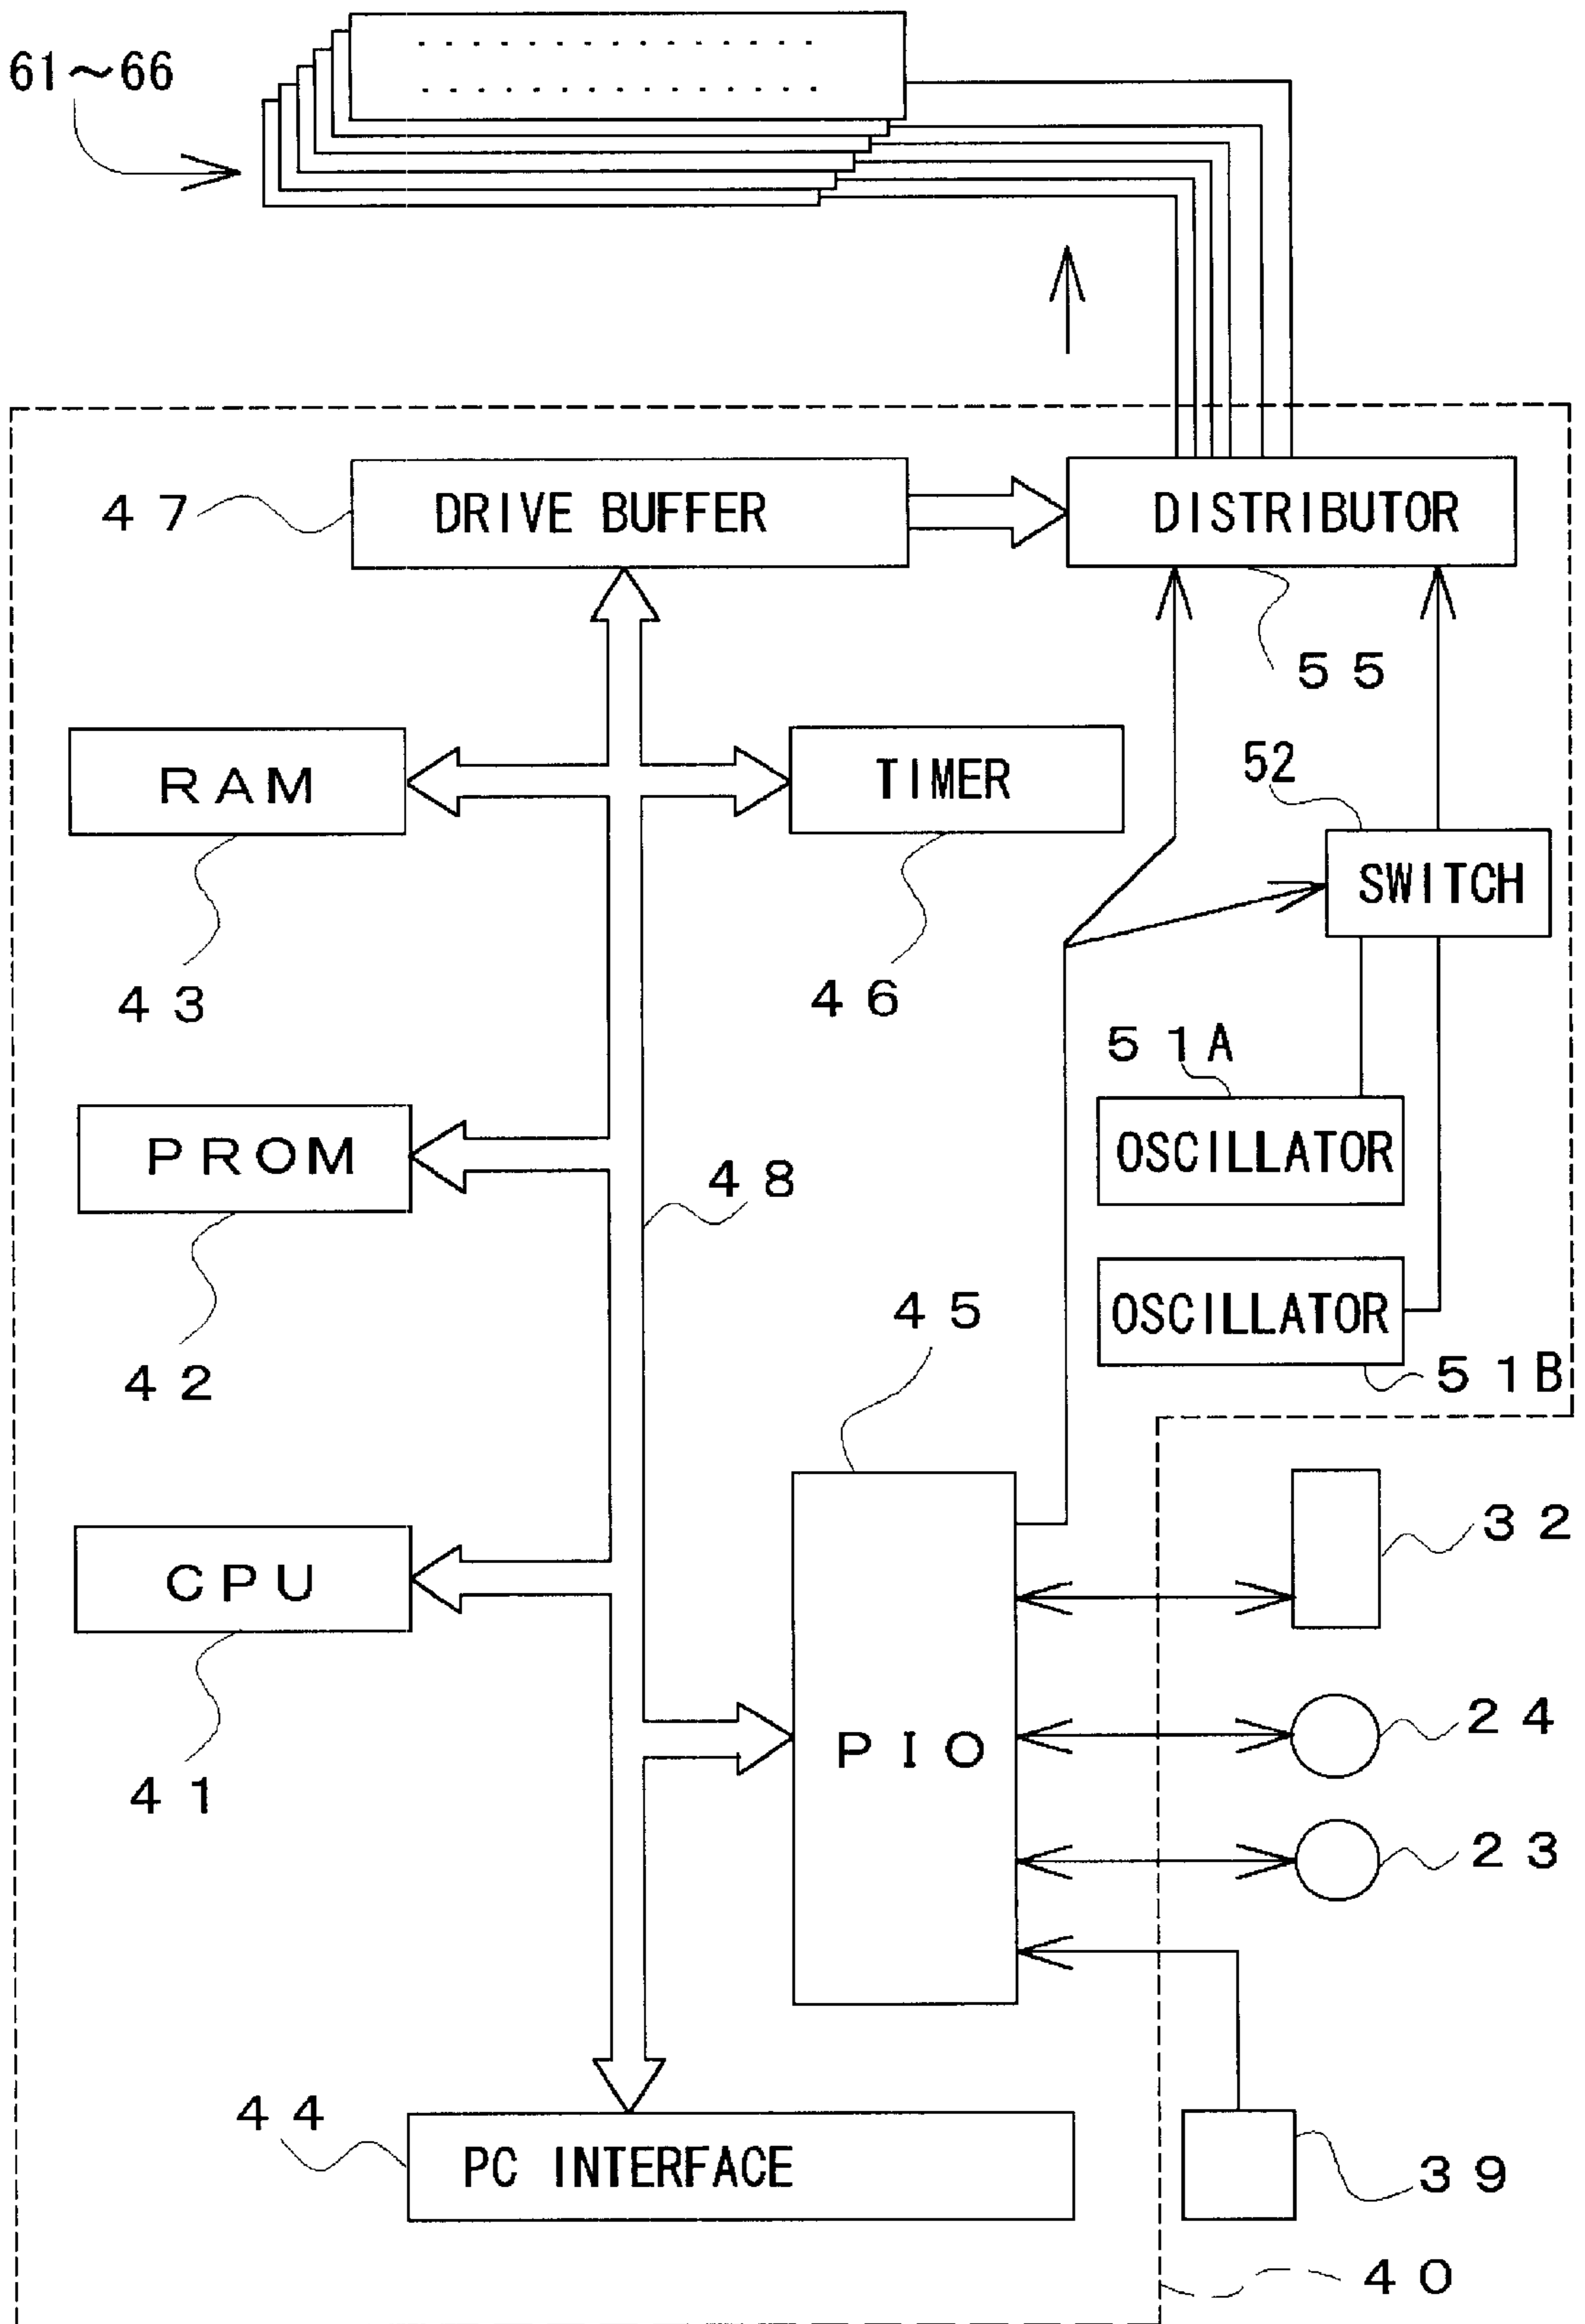 61~66
47
DRIVE BUFFER
DISTRIBUTOR
55
RAM
TIMER
52
SWITCH
43
46
51A
OSCILLATOR
PROM
48
OSCILLATOR
45
51B
42
32
CPU
24
PIO
41
23
44
PC INTERFACE
39
40